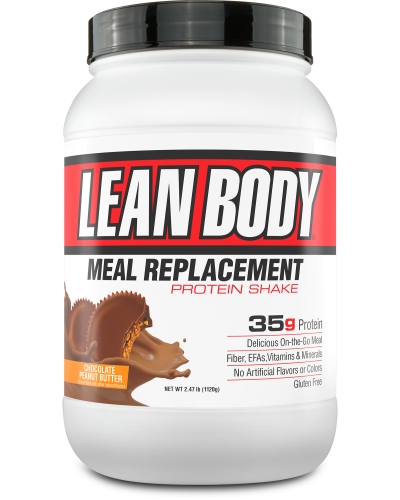 LEAN BODY
MEAL REPLACEMENT
PROTEIN SHAKE
35g Protein
Delicious On-the-Go Meal
Fiber, EFAs, Vitamins & Minerals
No Artificial Flavors or Colors
Gluten Free
CHOCOLATE
PEANUT BUTTER
NET WT 2.47 lb (1120g)